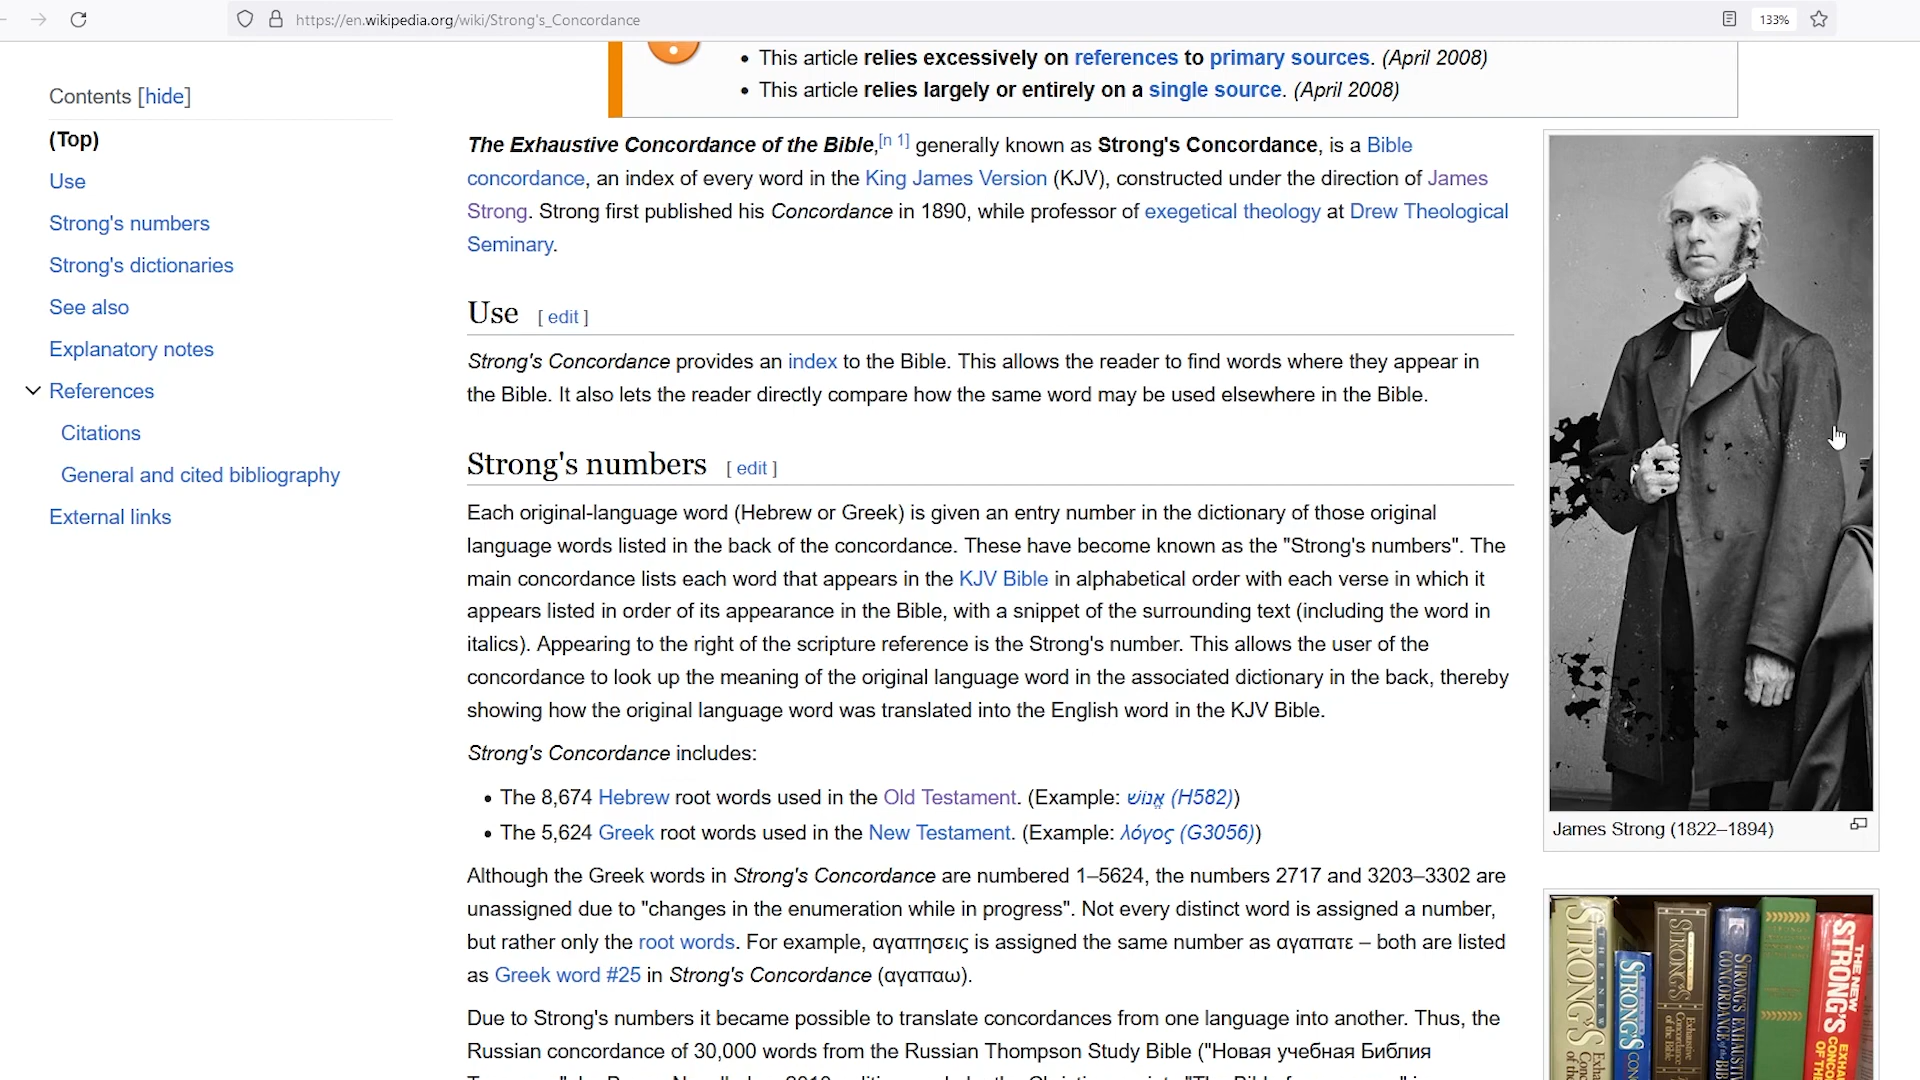 https://en.wikipedia.org/wiki/Strong's_Concordance
133%
• This article relies excessively on references to primary sources. (April 2008)
• This article relies largely or entirely on a single source. (April 2008)
Contents [hide]
(Top)
Use
Strong's numbers
Strong's dictionaries
See also
Explanatory notes
References
Citations
General and cited bibliography
External links
The Exhaustive Concordance of the Bible,[n 1] generally known as Strong's Concordance, is a Bible
concordance, an index of every word in the King James Version (KJV), constructed under the direction of James
Strong. Strong first published his Concordance in 1890, while professor of exegetical theology at Drew Theological
Seminary.
Use [ edit ]
Strong's Concordance provides an index to the Bible. This allows the reader to find words where they appear in
the Bible. It also lets the reader directly compare how the same word may be used elsewhere in the Bible.
Strong's numbers [ edit ]
Each original-language word (Hebrew or Greek) is given an entry number in the dictionary of those original
language words listed in the back of the concordance. These have become known as the "Strong's numbers". The
main concordance lists each word that appears in the KJV Bible in alphabetical order with each verse in which it
appears listed in order of its appearance in the Bible, with a snippet of the surrounding text (including the word in
italics). Appearing to the right of the scripture reference is the Strong's number. This allows the user of the
concordance to look up the meaning of the original language word in the associated dictionary in the back, thereby
showing how the original language word was translated into the English word in the KJV Bible.
Strong's Concordance includes:
• The 8,674 Hebrew root words used in the Old Testament. (Example: אֱנוֹשׁ (H582))
• The 5,624 Greek root words used in the New Testament. (Example: λόγος (G3056))
Although the Greek words in Strong's Concordance are numbered 1–5624, the numbers 2717 and 3203–3302 are
unassigned due to "changes in the enumeration while in progress". Not every distinct word is assigned a number,
but rather only the root words. For example, αγαπησεις is assigned the same number as αγαπατε – both are listed
as Greek word #25 in Strong's Concordance (αγαπαω).
Due to Strong's numbers it became possible to translate concordances from one language into another. Thus, the
Russian concordance of 30,000 words from the Russian Thompson Study Bible ("Новая учебная Библия
James Strong (1822–1894)
STRONG'S
THE NEW
STRONG'S
STRONG'S
STRONG'S
THE NEW
STRONG'S